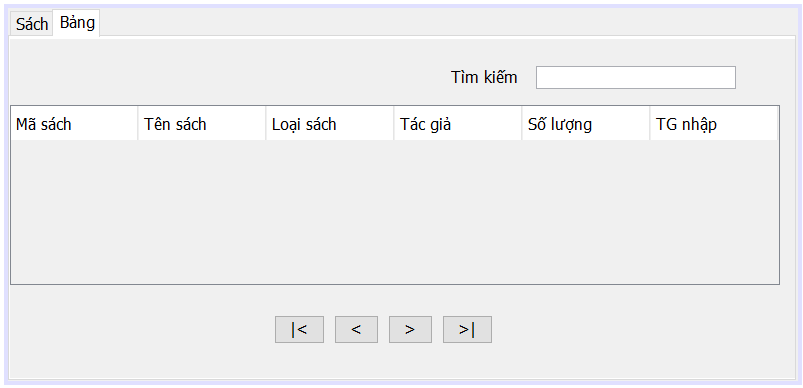 Sách Bảng
Tìm kiếm
Mã sách Tên sách Loại sách Tác giả Số lượng TG nhập
|< < > >|